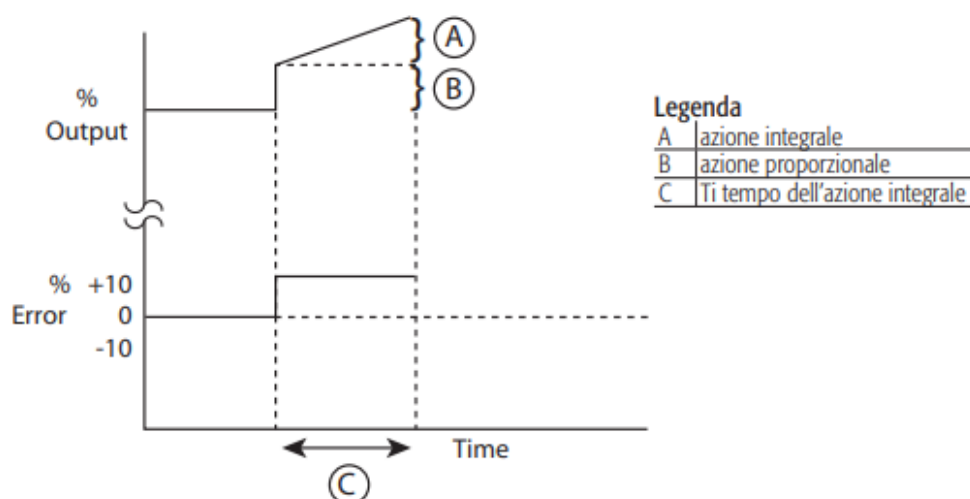 %
Output
A
B
Legenda
A azione integrale
B azione proporzionale
C Ti tempo dell'azione integrale
% +10
Error 0
-10
Time
C